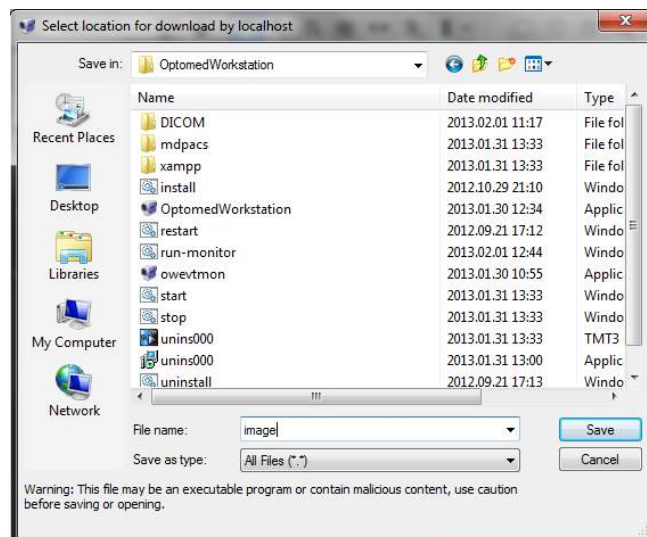 Select location for download by localhost
Save in: OptomedWorkstation
Recent Places
Desktop
Libraries
My Computer
Network
Name Date modified Type
DICOM 2013.02.01 11:17 File fol
mdpacs 2013.01.31 13:33 File fol
xampp 2013.01.31 13:33 File fol
install 2012.10.29 21:10 Windo
OptomedWorkstation 2013.01.30 12:34 Applic
restart 2012.09.21 17:12 Windo
run-monitor 2013.02.01 12:44 Windo
owevtmon 2013.01.30 10:55 Applic
start 2013.01.31 13:33 Windo
stop 2013.01.31 13:33 Windo
unins000 2013.01.31 13:33 TMT3
unins000 2013.01.31 13:00 Applic
uninstall 2012.09.21 17:13 Windo
File name: image Save
Save as type: All Files (*.*) Cancel
Warning: This file may be an executable program or contain malicious content, use caution
before saving or opening.